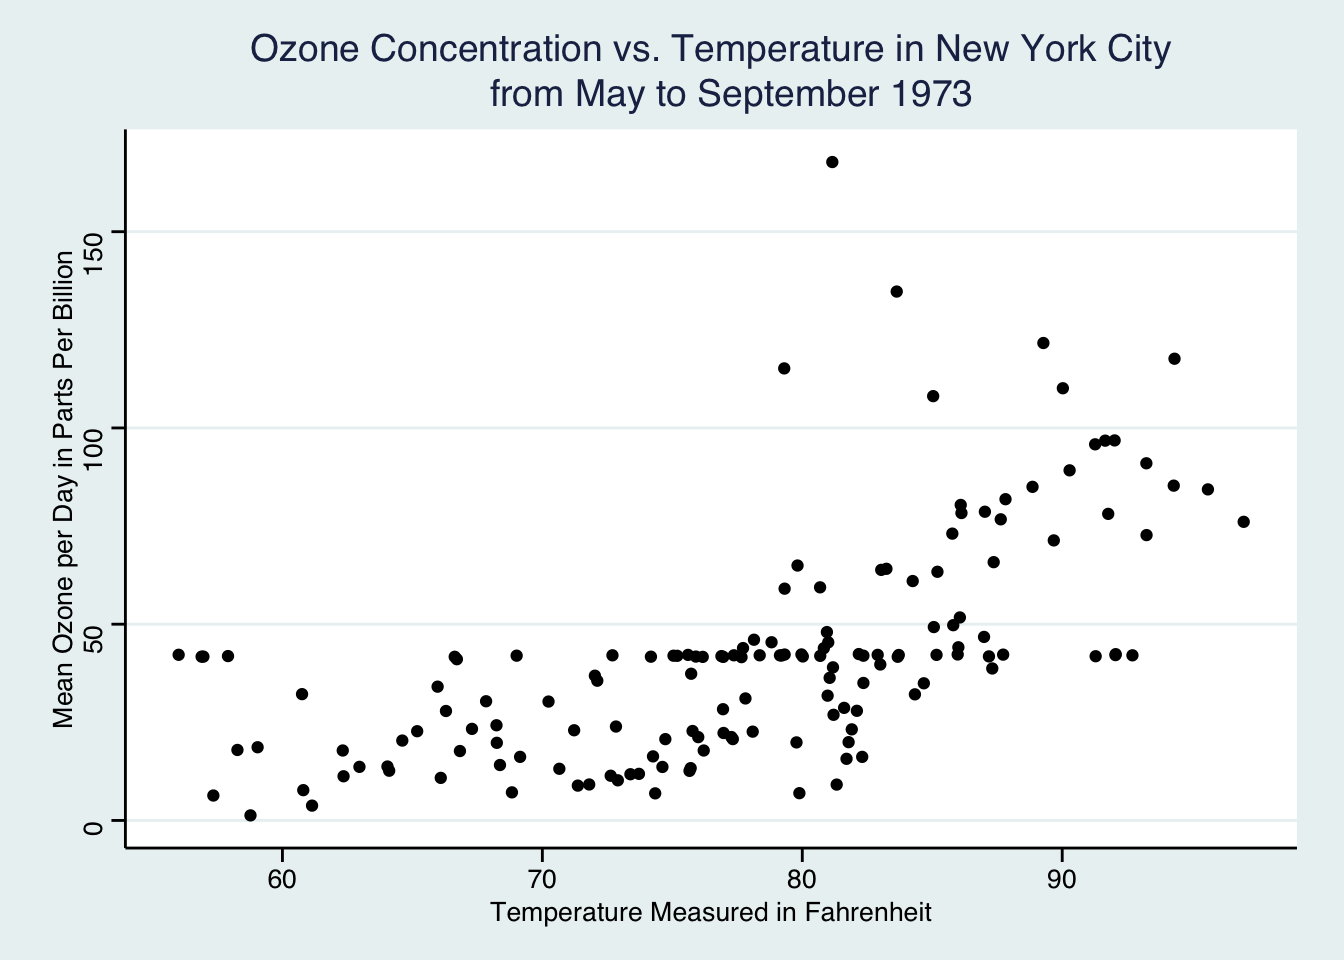 Ozone Concentration vs. Temperature in New York City
from May to September 1973
Mean Ozone per Day in Parts Per Billion
150
100
50
0
60 70 80 90
Temperature Measured in Fahrenheit